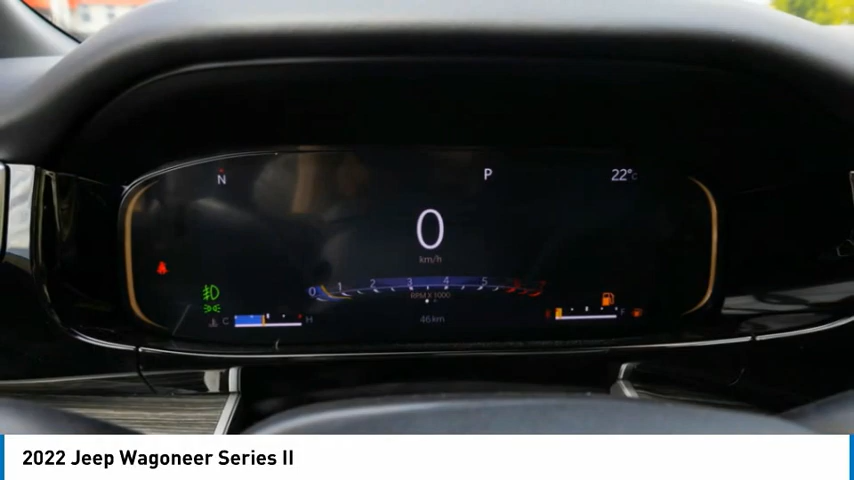 N P 22°C
0
km/h
0 1 2 3 4 5
RPM X 1000
C H F
46 km
2022 Jeep Wagoneer Series II